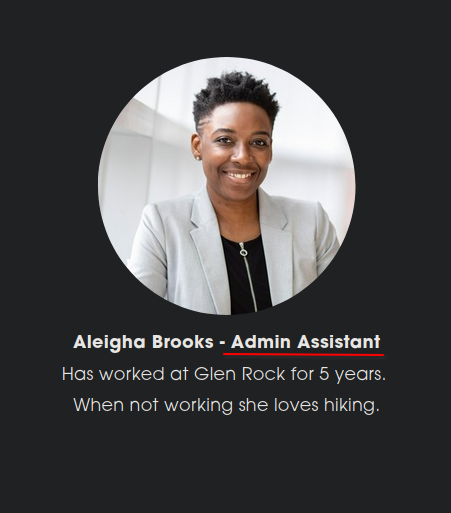 Aleigha Brooks - Admin Assistant
Has worked at Glen Rock for 5 years.
When not working she loves hiking.